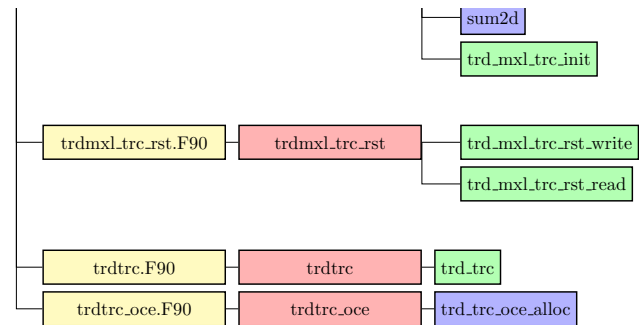 sum2d
trd_mxl_trc_init
trdmxl_trc_rst.F90 trdmxl_trc_rst trd_mxl_trc_rst_write
trd_mxl_trc_rst_read
trdtrc.F90 trdtrc trd_trc
trdtrc_oce.F90 trdtrc_oce trd_trc_oce_alloc